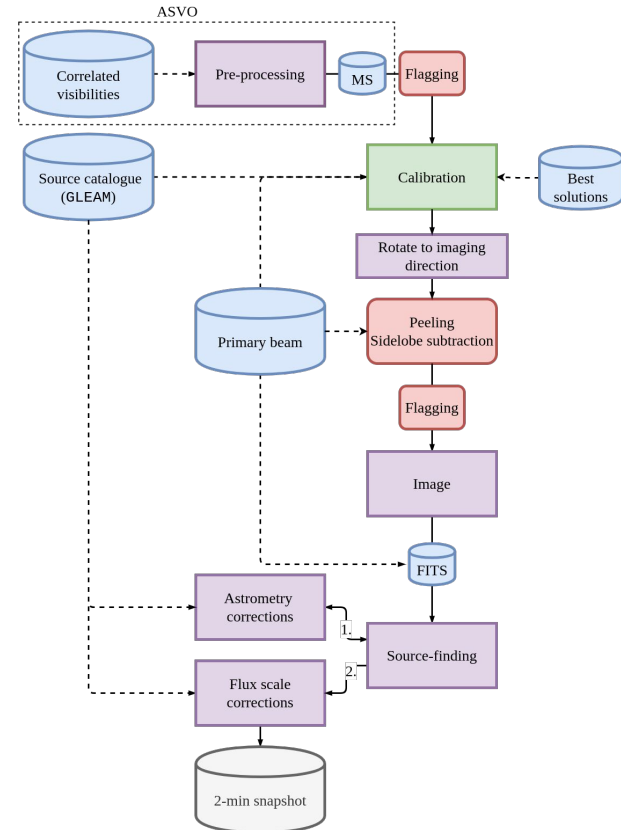 ASVO
Correlated
visibilities
Pre-processing
MS
Flagging
Source catalogue
(GLEAM)
Calibration
Best
solutions
Rotate to imaging
direction
Primary beam
Peeling
Sidelobe subtraction
Flagging
Image
FITS
Astrometry
corrections
1.
Source-finding
2.
Flux scale
corrections
2-min snapshot